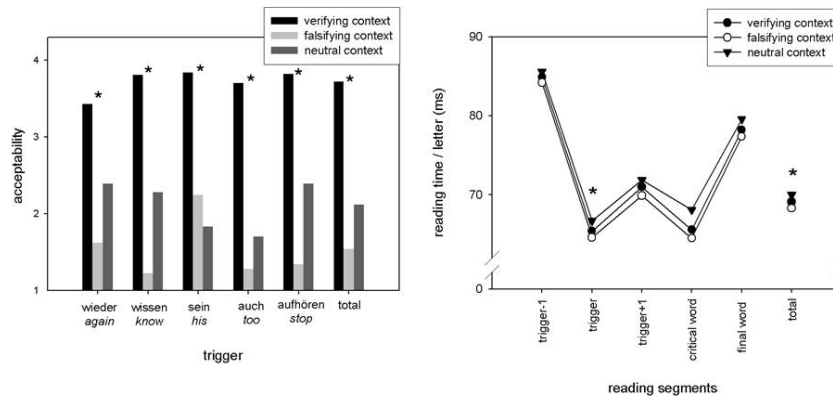 verifying context
falsifying context
neutral context
4
3
2
1
acceptability
* * * * * *
wieder wissen sein auch aufhören total
again know his too stop
trigger
verifying context
falsifying context
neutral context
90
80
70
0
reading time / letter (ms)
* *
trigger-1
trigger
trigger+1
critical word
final word
total
reading segments